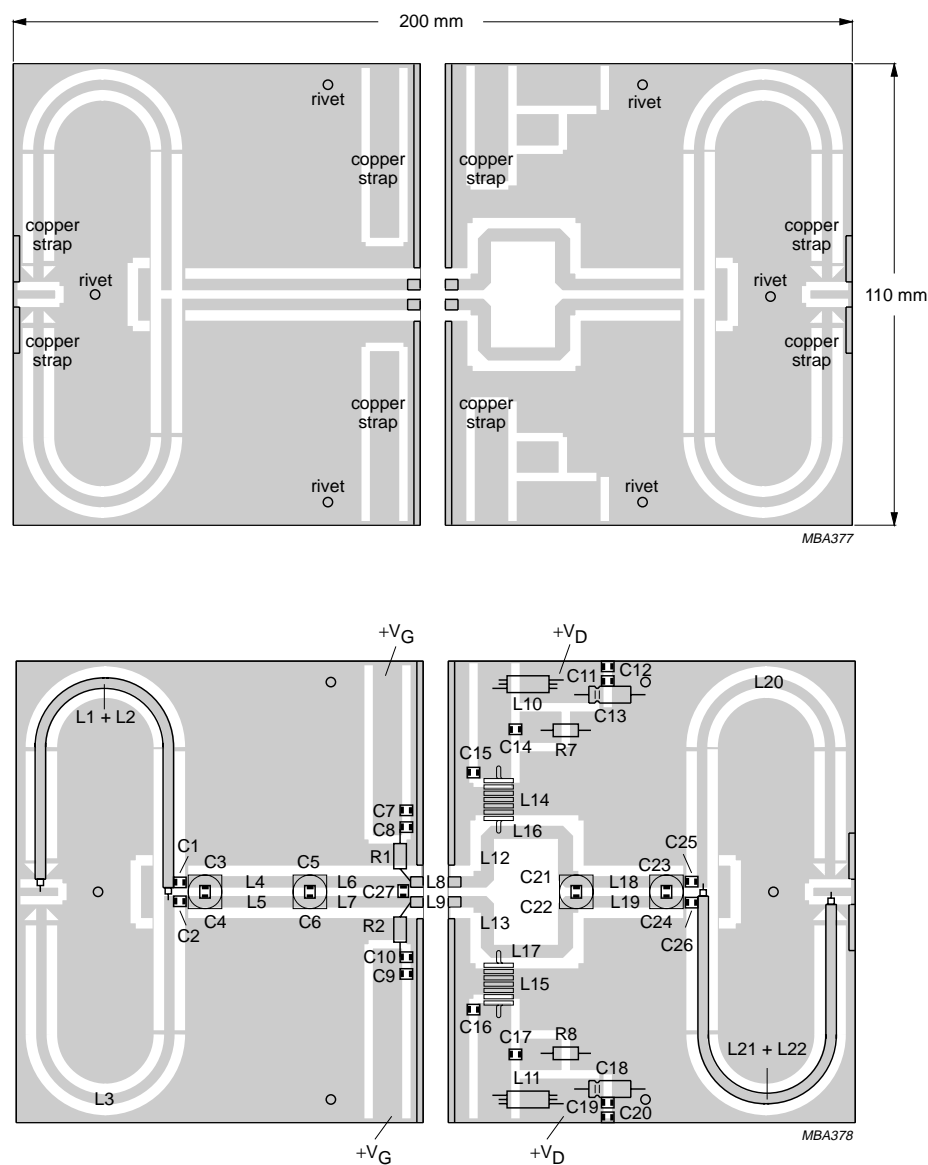 200 mm
rivet
rivet
copper
strap
copper
strap
copper
strap
copper
strap
rivet
rivet
110 mm
copper
strap
copper
strap
copper
strap
copper
strap
rivet
rivet
MBA377
+VG
+VD
C12
C11
L20
L10
C13
L1 + L2
C14
R7
C15
L14
C7
C8
L16
C1
C3
C5
R1
L12
C25
C23
C21
L4
L6
C27
L8
L18
L5
L7
L9
C22
L19
C4
C6
C24
C2
R2
L13
C26
C10
L17
C9
L15
C16
C17
R8
L21 + L22
L11
C18
L3
C19
C20
MBA378
+VG
+VD